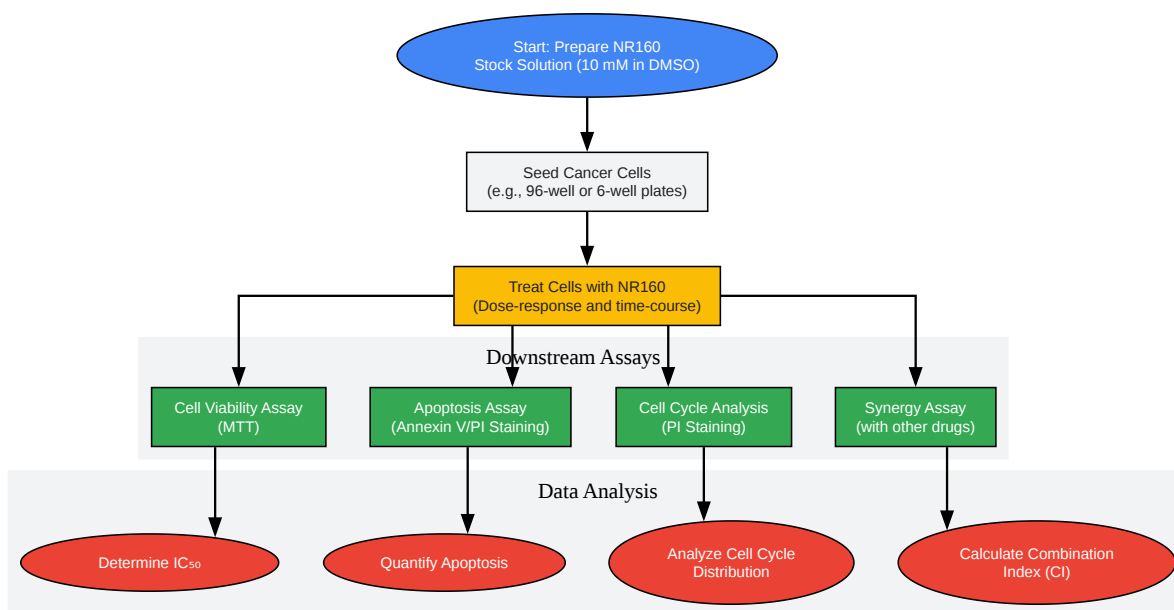 Start: Prepare NR160
Stock Solution (10 mM in DMSO)
Seed Cancer Cells
(e.g., 96-well or 6-well plates)
Treat Cells with NR160
(Dose-response and time-course)
Downstream Assays
Cell Viability Assay
(MTT)
Apoptosis Assay
(Annexin V/PI Staining)
Cell Cycle Analysis
(PI Staining)
Synergy Assay
(with other drugs)
Data Analysis
Determine IC₅₀
Quantify Apoptosis
Analyze Cell Cycle
Distribution
Calculate Combination
Index (CI)